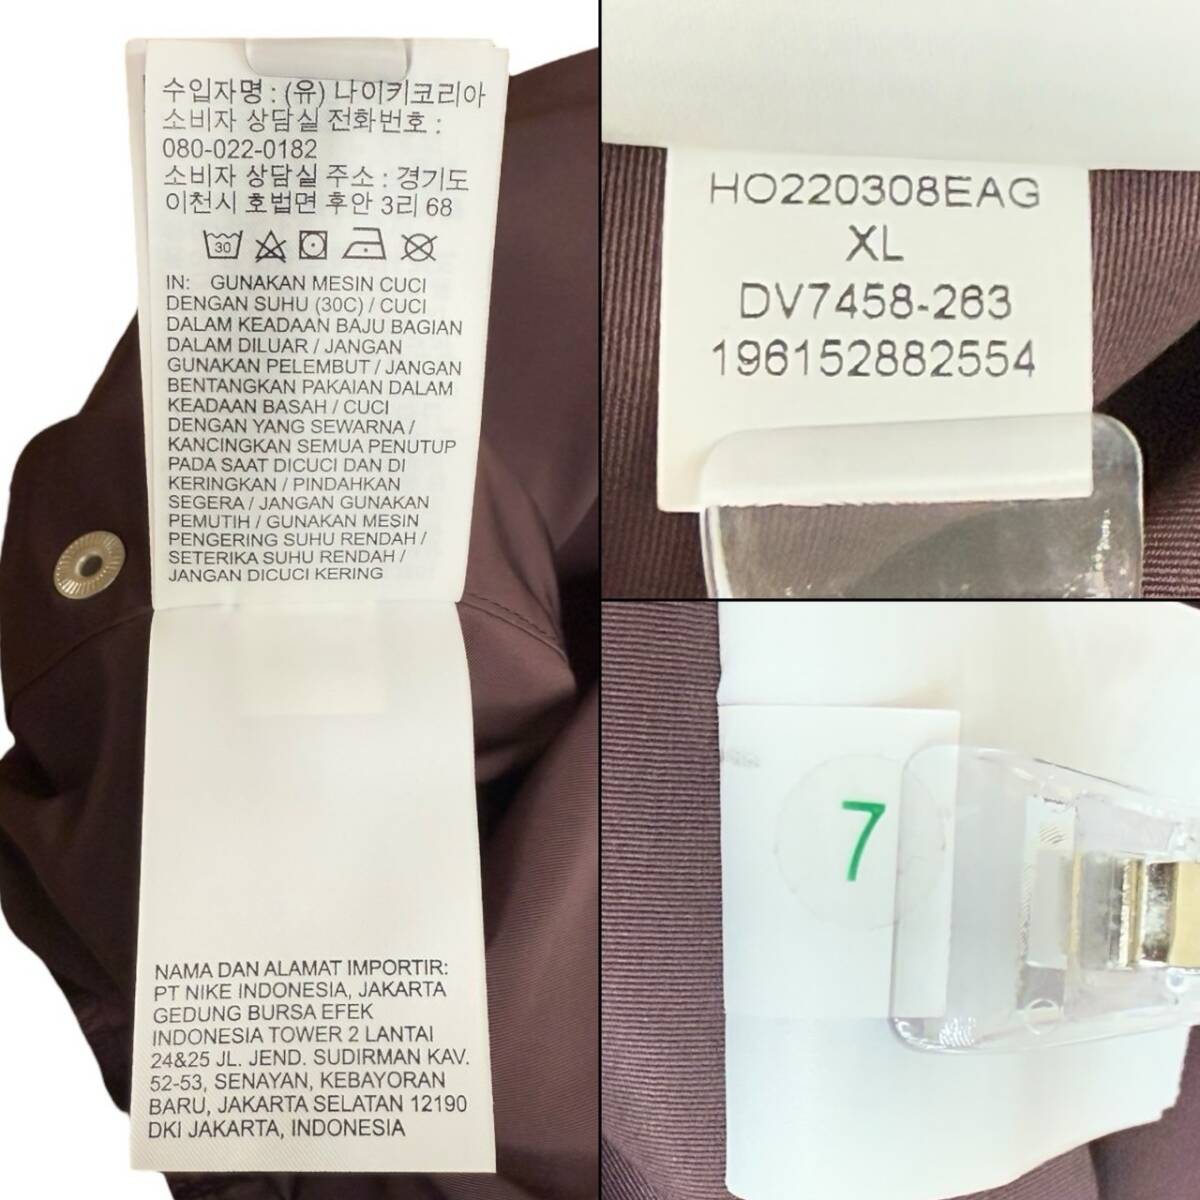 수입자명 : (유) 나이키코리아
소비자 상담실 전화번호 :
080-022-0182
소비자 상담실 주소 : 경기도
이천시 호법면 후안 3리 68
30
IN: GUNAKAN MESIN CUCI
DENGAN SUHU (30C) / CUCI
DALAM KEADAAN BAJU BAGIAN
DALAM DILUAR / JANGAN
GUNAKAN PELEMBUT / JANGAN
BENTANGKAN PAKAIAN DALAM
KEADAAN BASAH / CUCI
DENGAN YANG SEWARNA /
KANCINGKAN SEMUA PENUTUP
PADA SAAT DICUCI DAN DI
KERINGKAN / PINDAHKAN
SEGERA / JANGAN GUNAKAN
PEMUTIH / GUNAKAN MESIN
PENGERING SUHU RENDAH /
SETERIKA SUHU RENDAH /
JANGAN DICUCI KERING
NAMA DAN ALAMAT IMPORTIR:
PT NIKE INDONESIA, JAKARTA
GEDUNG BURSA EFEK
INDONESIA TOWER 2 LANTAI
24&25 JL. JEND. SUDIRMAN KAV.
52-53, SENAYAN, KEBAYORAN
BARU, JAKARTA SELATAN 12190
DKI JAKARTA, INDONESIA
HO220308EAG
XL
DV7458-263
196152882554
7